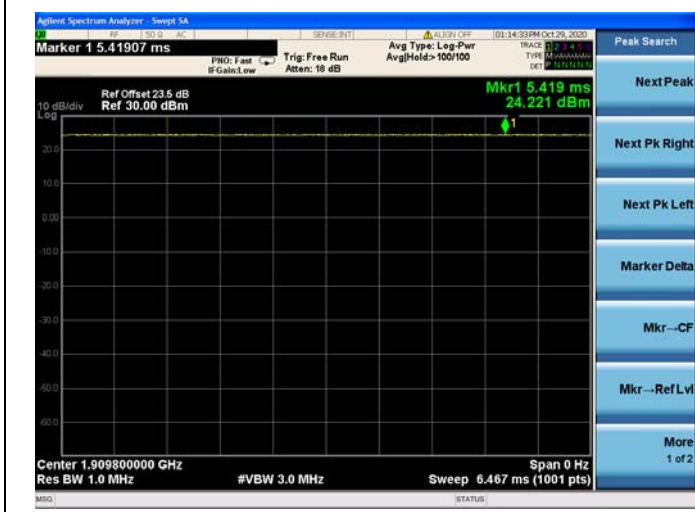 Agilent Spectrum Analyzer - Swept SA
RF 50 Ω AC SENSE:INT ALIGN OFF 01:14:33 PM Oct 29, 2020
Marker 1 5.41907 ms
PNO: Fast
IFGain:Low
Trig: Free Run
Atten: 18 dB
Avg Type: Log-Pwr
Avg|Hold:>100/100
TRACE 1 2 3 4 5 6
TYPE
DET P N N N N N
Ref Offset 23.5 dB
Ref 30.00 dBm
10 dB/div
Log
Mkr1 5.419 ms
24.221 dBm
1
20.0
10.0
0.00
-10.0
-20.0
-30.0
-40.0
-50.0
-60.0
Center 1.909800000 GHz
Span 0 Hz
Res BW 1.0 MHz
#VBW 3.0 MHz
Sweep 6.467 ms (1001 pts)
MSG
STATUS
Peak Search
Next Peak
Next Pk Right
Next Pk Left
Marker Delta
Mkr→CF
Mkr→Ref Lvl
More
1 of 2